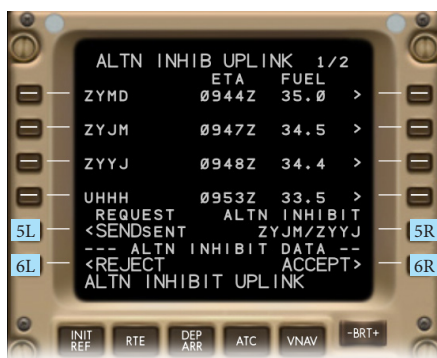 ALTN INHIB UPLINK 1/2
ETA FUEL
ZYMD 0944Z 35.0 >
ZYJM 0947Z 34.5 >
ZYYJ 0948Z 34.4 >
UHHH 0953Z 33.5 >
REQUEST ALTN INHIBIT
5L <SENDSENT ZYJM/ZYYJ 5R
--- ALTN INHIBIT DATA --
6L <REJECT ACCEPT> 6R
ALTN INHIBIT UPLINK
INIT REF RTE DEP ARR ATC VNAV -BRT+